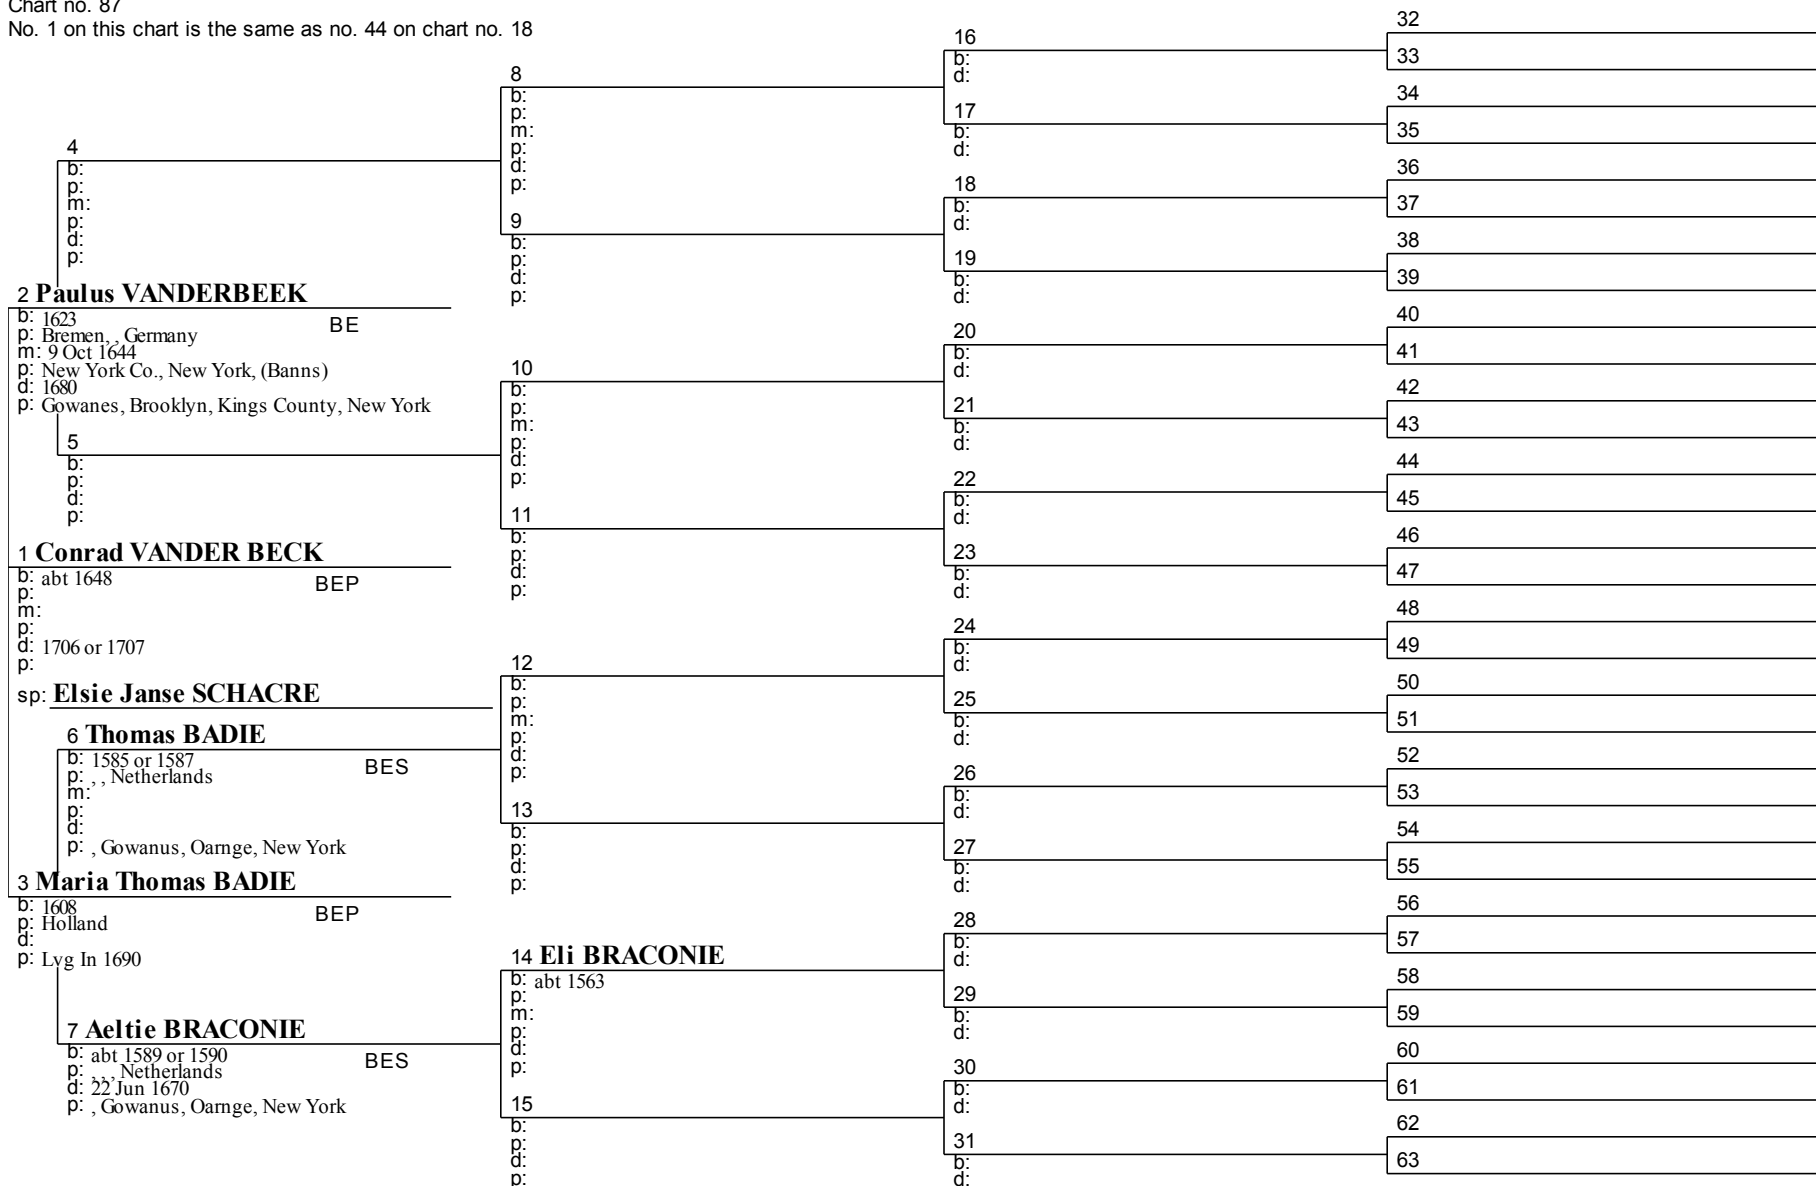 Chart no. 87
No. 1 on this chart is the same as no. 44 on chart no. 18
4
b:
p:
m:
p:
d:
p:
2 Paulus VANDERBEEK
b: 1623 BE
p: Bremen, , Germany
m: 9 Oct 1644
p: New York Co., New York, (Banns)
d: 1680
p: Gowanes, Brooklyn, Kings County, New York
5
b:
p:
d:
p:
1 Conrad VANDER BECK
b: abt 1648 BEP
p:
m:
p:
d: 1706 or 1707
p:
sp: Elsie Janse SCHACRE
6 Thomas BADIE
b: 1585 or 1587 BES
p: , , Netherlands
m:
p:
d:
p: , Gowanus, Oarnge, New York
3 Maria Thomas BADIE
b: 1608 BEP
p: Holland
d:
p: Lvg In 1690
7 Aeltie BRACONIE
b: abt 1589 or 1590 BES
p: , , , Netherlands
d: 22 Jun 1670
p: , Gowanus, Oarnge, New York
8
b:
p:
m:
p:
d:
p:
9
b:
p:
d:
p:
10
b:
p:
m:
p:
d:
p:
11
b:
p:
d:
p:
12
b:
p:
m:
p:
d:
p:
13
b:
p:
d:
p:
14 Eli BRACONIE
b: abt 1563
p:
m:
p:
d:
p:
15
b:
p:
d:
p:
16
b:
d:
17
b:
d:
18
b:
d:
19
b:
d:
20
b:
d:
21
b:
d:
22
b:
d:
23
b:
d:
24
b:
d:
25
b:
d:
26
b:
d:
27
b:
d:
28
b:
d:
29
b:
d:
30
b:
d:
31
b:
d:
32
33
34
35
36
37
38
39
40
41
42
43
44
45
46
47
48
49
50
51
52
53
54
55
56
57
58
59
60
61
62
63